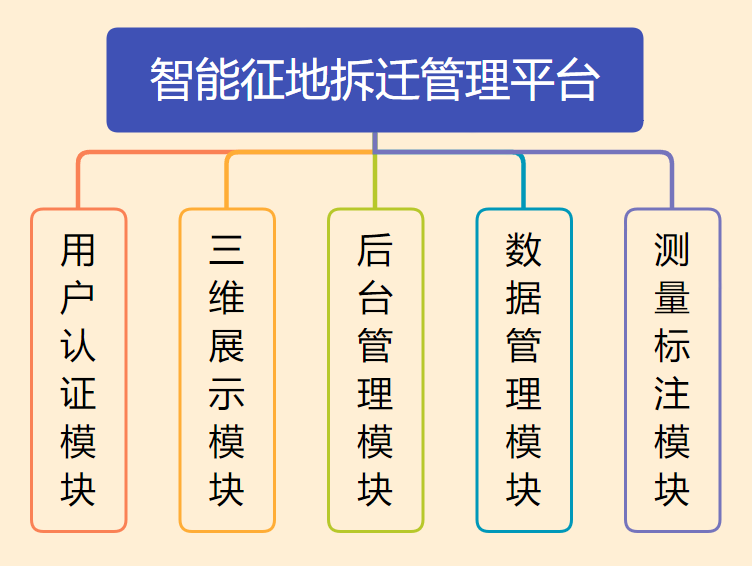 智能征地拆迁管理平台
用户认证模块
三维展示模块
后台管理模块
数据管理模块
测量标注模块